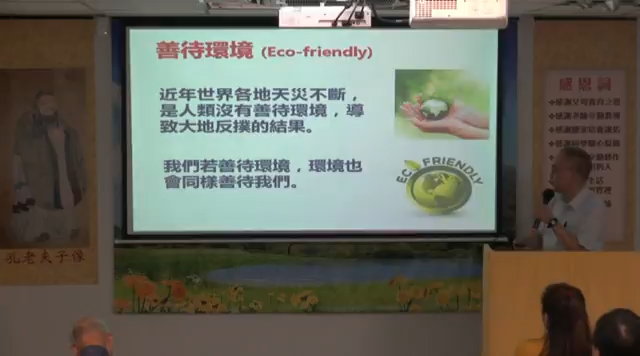 善待環境 (Eco-friendly)
近年世界各地天災不斷，
是人類沒有善待環境，導
致大地反撲的結果。
我們若善待環境，環境也
會同樣善待我們。
ECO FRIENDLY
孔老夫子像
感恩詞